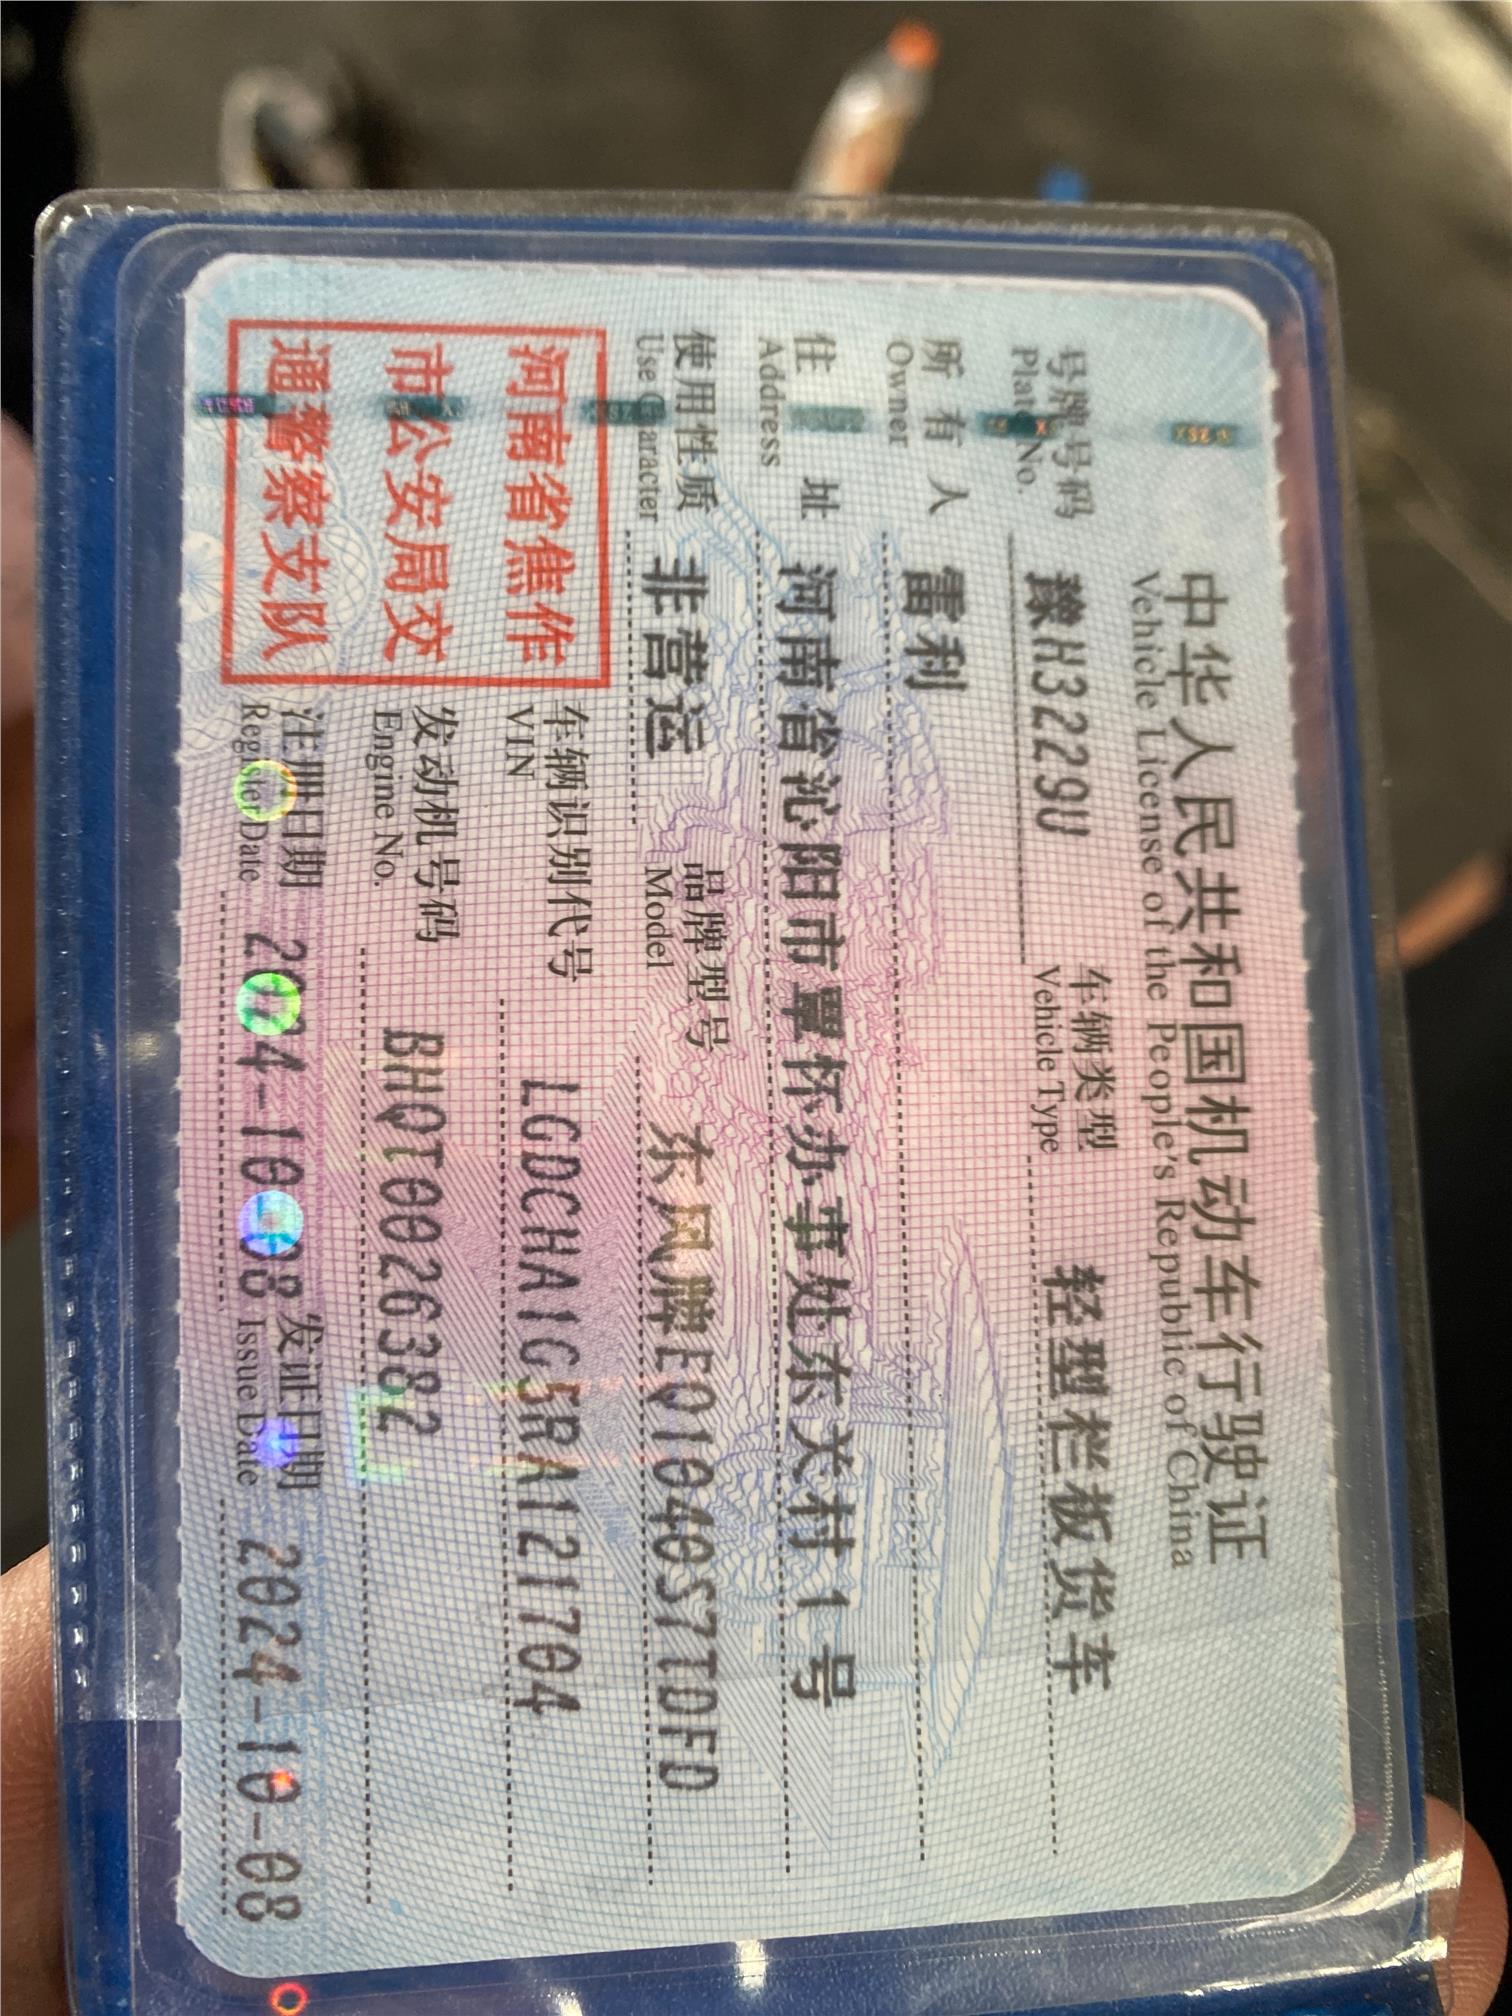 中华人民共和国机动车行驶证
Vehicle License of the People's Republic of China
号牌号码 豫H3229U 车辆类型 轻型栏板货车
Plate No. Vehicle Type
所有人 雷利
Owner
住址 河南省沁阳市覃怀办事处东关村1号
Address
使用性质 非营运 品牌型号 东风牌EQ1040S7TDFD
Use Character Model
河南省焦作
市公安局交
通警察支队
车辆识别代号 LGDCHA1G5RA121704
VIN
发动机号码 BHQT0026382
Engine No.
注册日期 2024-10-08 发证日期 2024-10-08
Register Date Issue Date